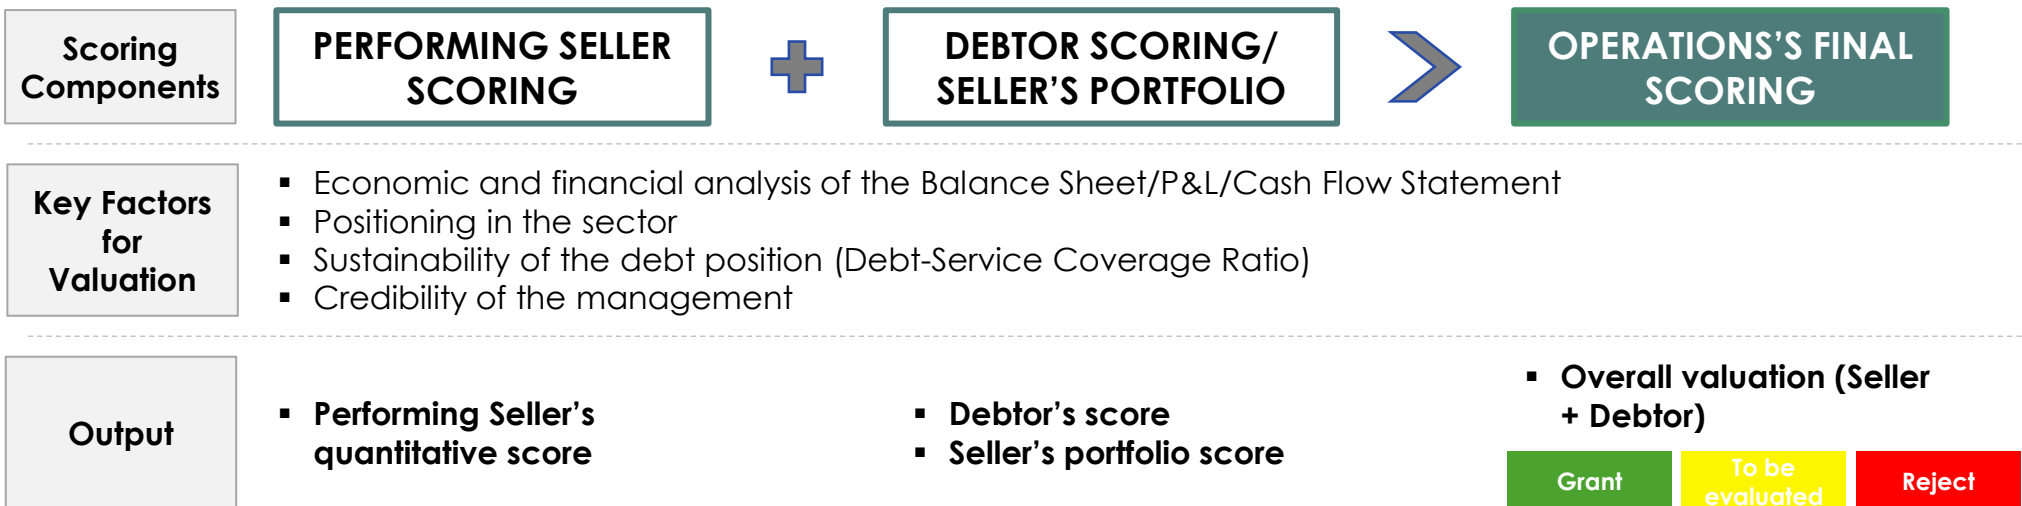 Scoring
Components
PERFORMING SELLER
SCORING
DEBTOR SCORING/
SELLER'S PORTFOLIO
OPERATIONS'S FINAL
SCORING
Key Factors
for
Valuation
▪ Economic and financial analysis of the Balance Sheet/P&L/Cash Flow Statement
▪ Positioning in the sector
▪ Sustainability of the debt position (Debt-Service Coverage Ratio)
▪ Credibility of the management
Output
▪ Performing Seller's
quantitative score
▪ Debtor's score
▪ Seller's portfolio score
▪ Overall valuation (Seller
+ Debtor)
Grant
To be
evaluated
Reject